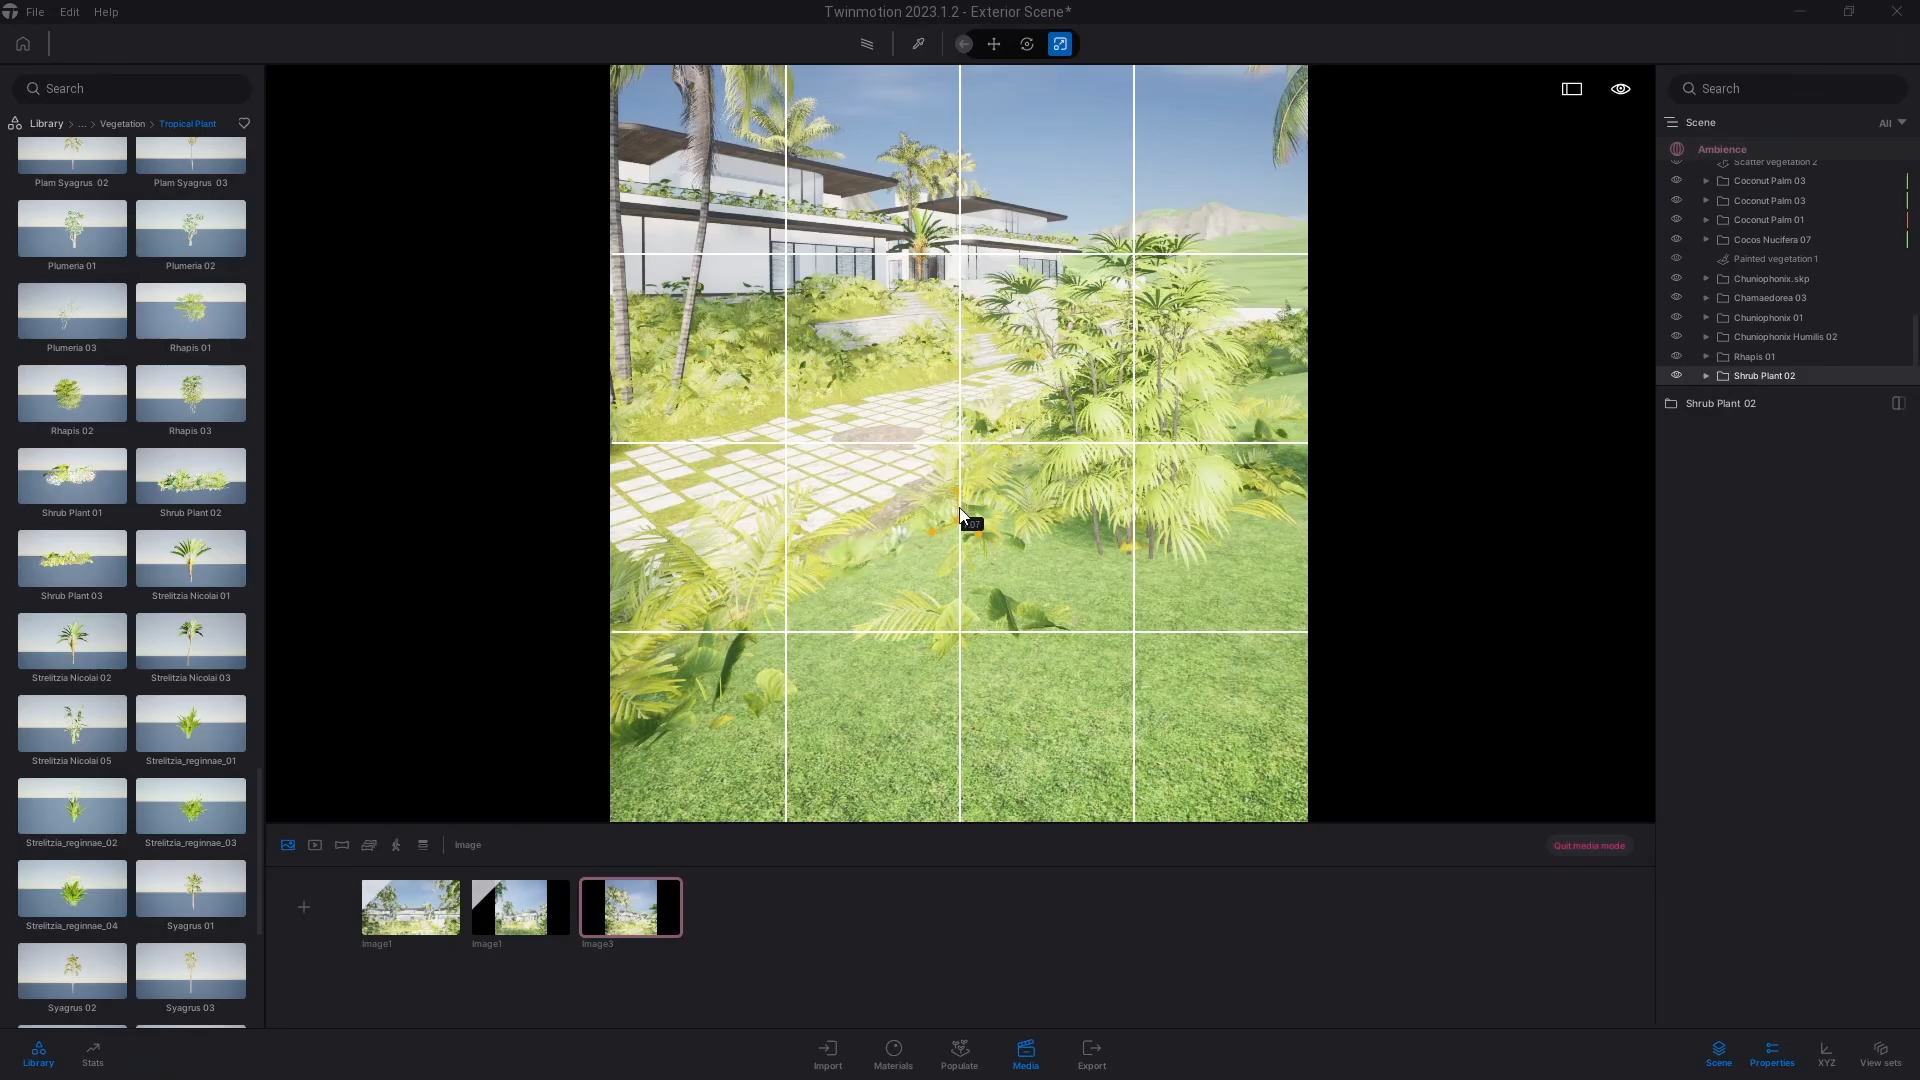 File Edit Help
Twinmotion 2023.1.2 - Exterior Scene*
Search
Library > ... > Vegetation > Tropical Plant
Plam Syagrus 02
Plam Syagrus 03
Plumeria 01
Plumeria 02
Plumeria 03
Rhapis 01
Rhapis 02
Rhapis 03
Shrub Plant 01
Shrub Plant 02
Shrub Plant 03
Strelitzia Nicolai 01
Strelitzia Nicolai 02
Strelitzia Nicolai 03
Strelitzia Nicolai 05
Strelitzia_reginnae_01
Strelitzia_reginnae_02
Strelitzia_reginnae_03
Strelitzia_reginnae_04
Syagrus 01
Syagrus 02
Syagrus 03
Library
Stats
Image
Quit media mode
Image1
Image1
Image3
Import
Materials
Populate
Media
Export
Search
Scene
All
Ambience
Scatter vegetation 2
Coconut Palm 03
Coconut Palm 03
Coconut Palm 01
Cocos Nucifera 07
Painted vegetation 1
Chuniophonix.skp
Chamaedorea 03
Chuniophonix 01
Chuniophonix Humilis 02
Rhapis 01
Shrub Plant 02
Shrub Plant 02
Scene
Properties
XYZ
View sets